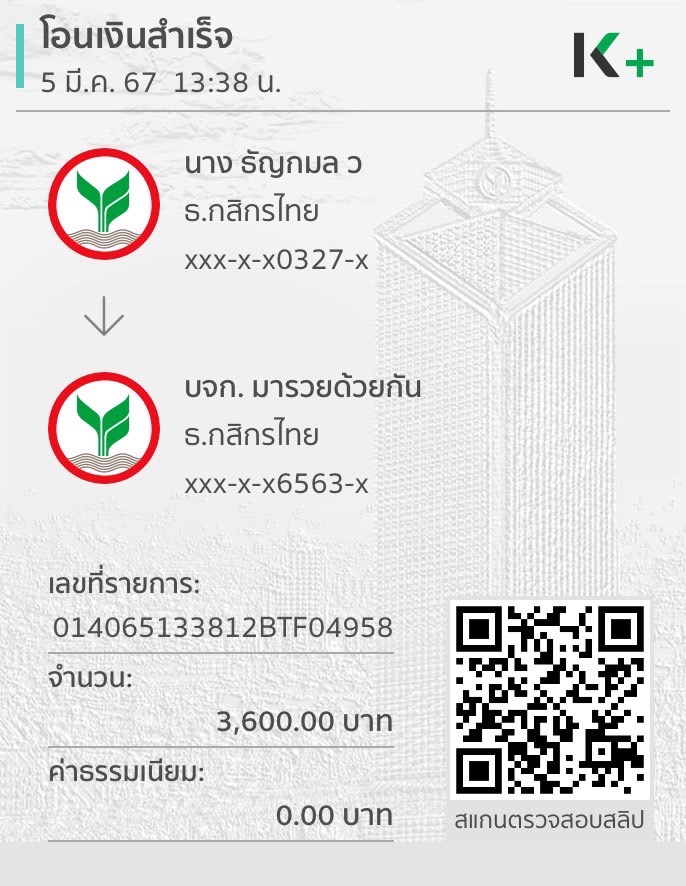 โอนเงินสำเร็จ
5 มี.ค. 67 13:38 น.
K+
นาง ธัญกมล ว
ธ.กสิกรไทย
xxx-x-x0327-x
บจก. มารวยด้วยกัน
ธ.กสิกรไทย
xxx-x-x6563-x
เลขที่รายการ:
014065133812BTF04958
จำนวน:
3,600.00 บาท
ค่าธรรมเนียม:
0.00 บาท
สแกนตรวจสอบสลิป